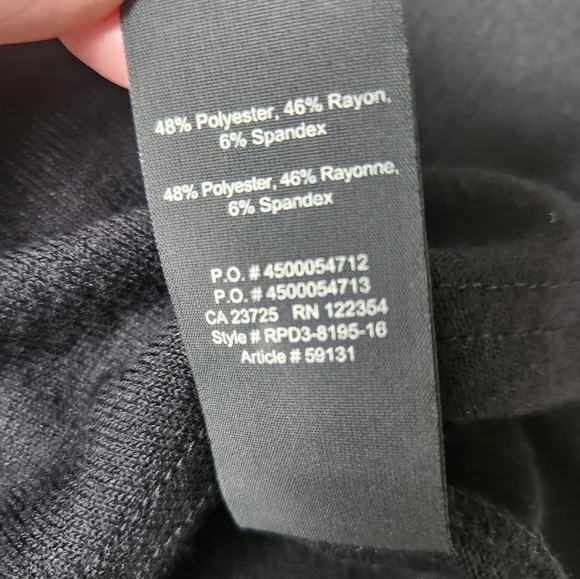 48% Polyester, 46% Rayon,
6% Spandex
48% Polyester, 46% Rayonne,
6% Spandex
P.O. # 4500054712
P.O. # 4500054713
CA 23725 RN 122354
Style # RPD3-8195-16
Article # 59131